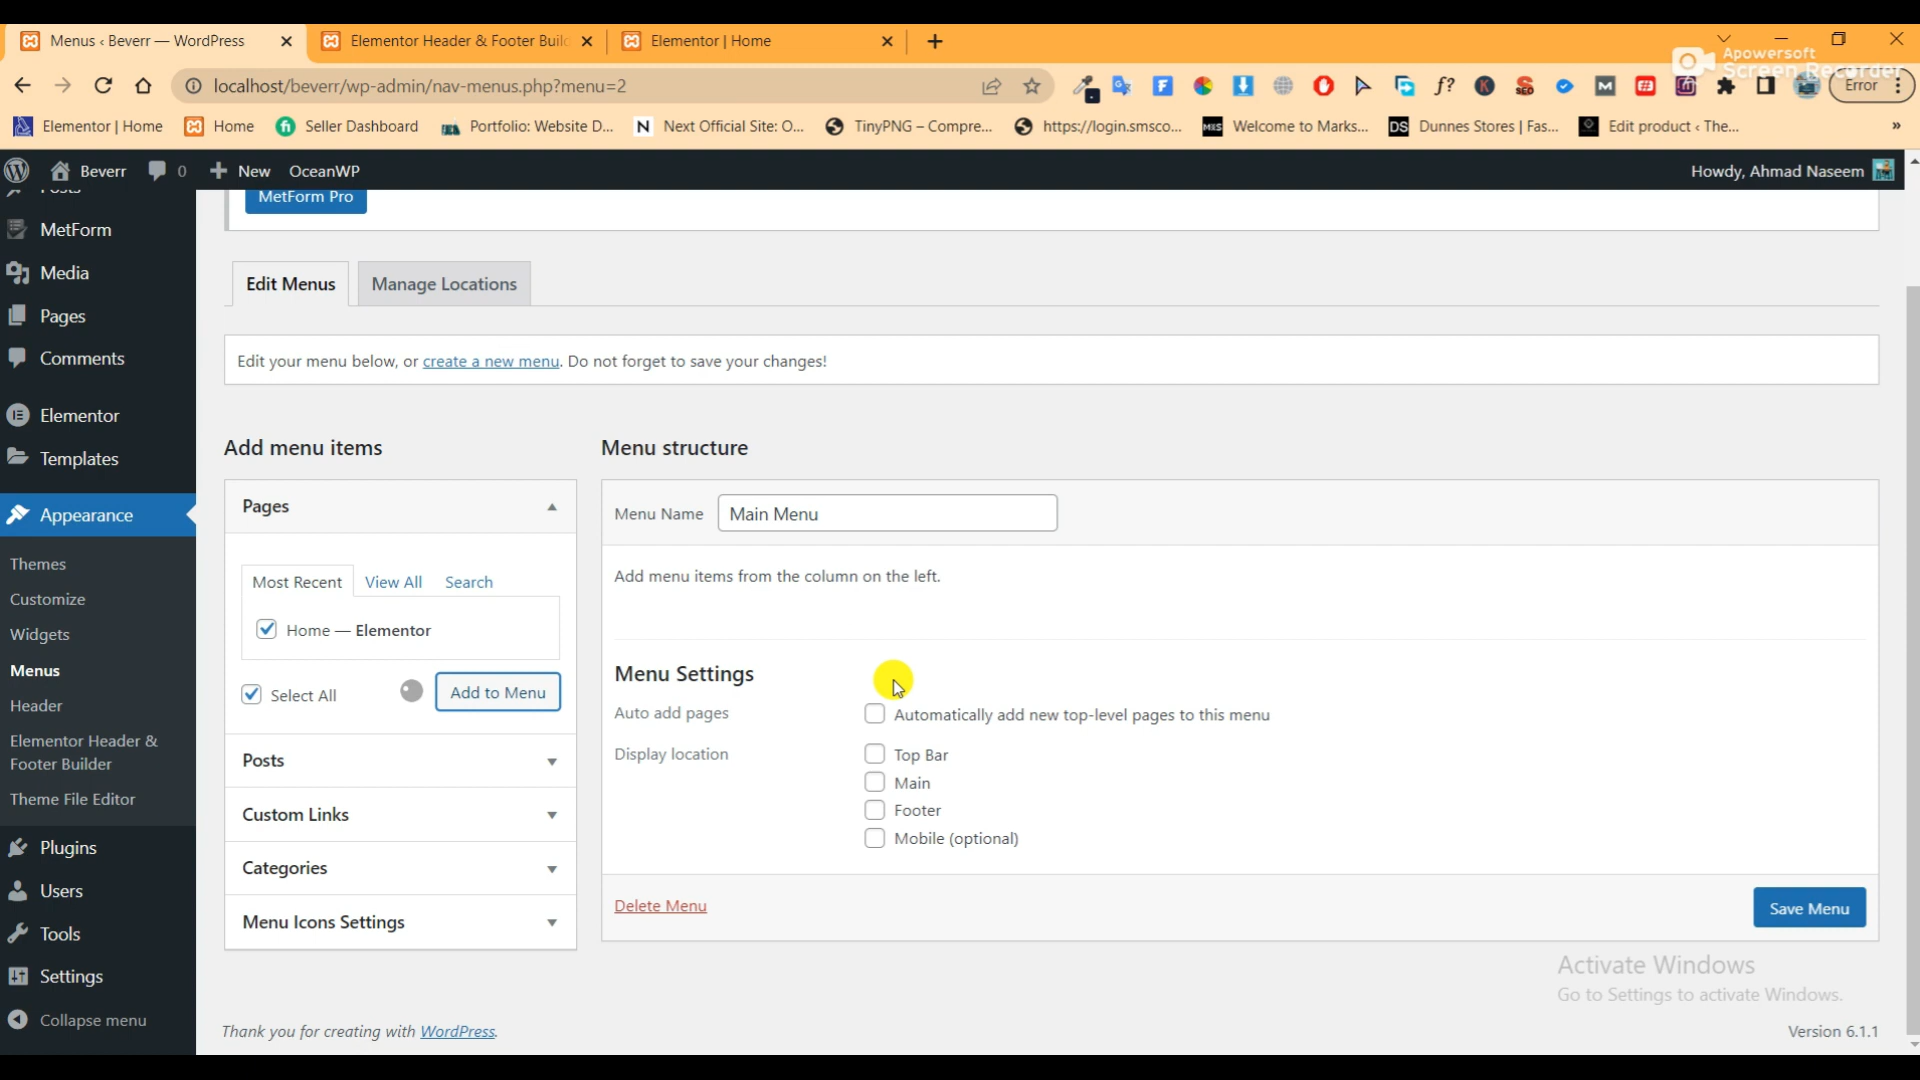 Menus ‹ Beverr — WordPress
Elementor Header & Footer Buil
Elementor | Home
Apowersoft
Screen Recorder
localhost/beverr/wp-admin/nav-menus.php?menu=2
Error
Elementor | Home
Home
Seller Dashboard
Portfolio: Website D...
Next Official Site: O...
TinyPNG – Compre...
https://login.smsco...
Welcome to Marks...
Dunnes Stores | Fas...
Edit product ‹ The...
»
Beverr
0
New
OceanWP
Howdy, Ahmad Naseem
Posts
MetForm
Media
Pages
Comments
Elementor
Templates
Appearance
Themes
Customize
Widgets
Menus
Header
Elementor Header &
Footer Builder
Theme File Editor
Plugins
Users
Tools
Settings
Collapse menu
MetForm Pro
Edit Menus
Manage Locations
Edit your menu below, or create a new menu. Do not forget to save your changes!
Add menu items
Pages
Most Recent
View All
Search
Home — Elementor
Select All
Add to Menu
Posts
Custom Links
Categories
Menu Icons Settings
Menu structure
Menu Name
Main Menu
Add menu items from the column on the left.
Menu Settings
Auto add pages
Automatically add new top-level pages to this menu
Display location
Top Bar
Main
Footer
Mobile (optional)
Delete Menu
Save Menu
Activate Windows
Go to Settings to activate Windows.
Thank you for creating with WordPress.
Version 6.1.1